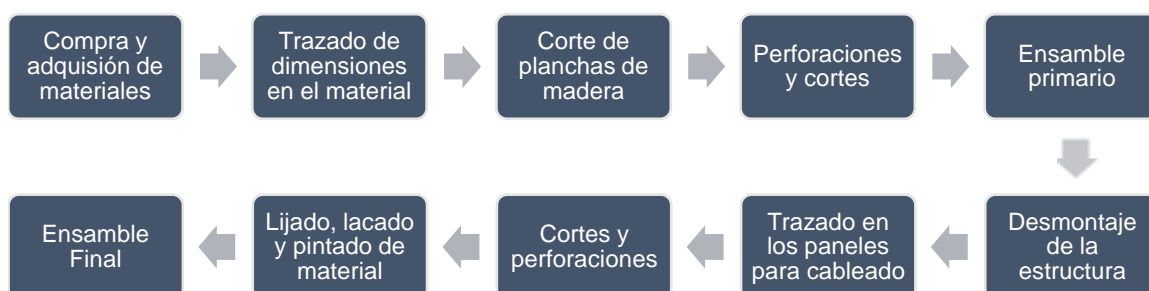 Compra y
adquisión de
materiales
Trazado de
dimensiones
en el material
Corte de
planchas de
madera
Perforaciones
y cortes
Ensamble
primario
Desmontaje
de la
estructura
Trazado en
los paneles
para cableado
Cortes y
perforaciones
Lijado, lacado
y pintado de
material
Ensamble
Final